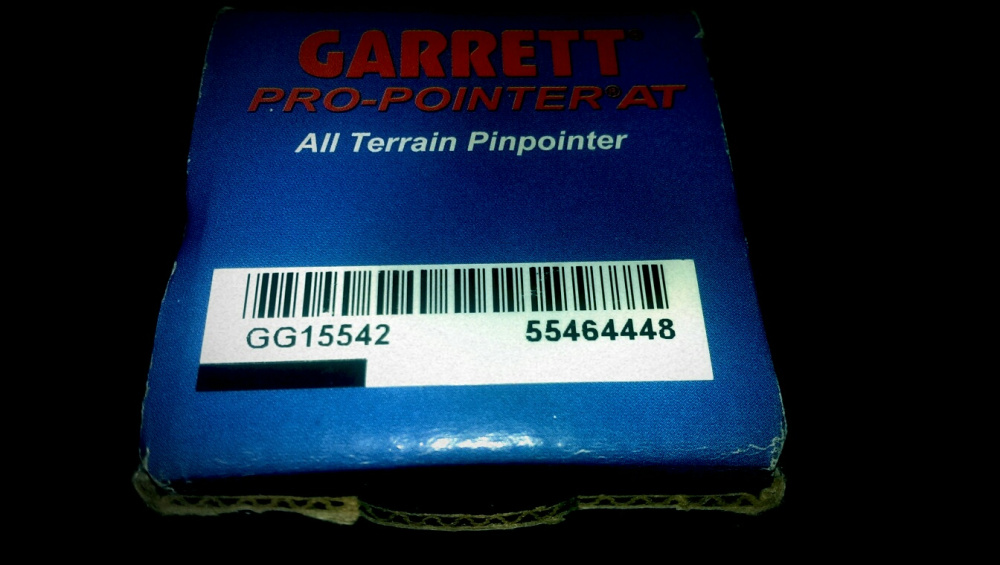 GARRETT®
PRO-POINTER® AT
All Terrain Pinpointer
GG15542 55464448